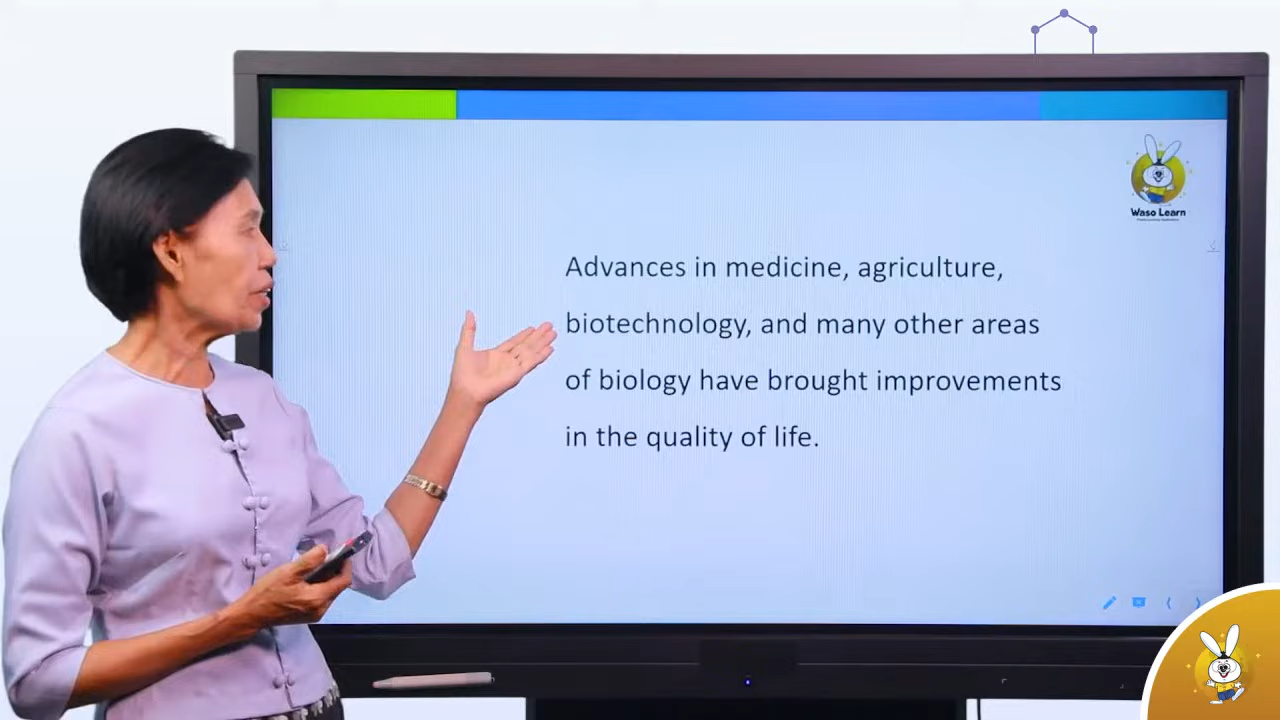 Waso Learn
Advances in medicine, agriculture,
biotechnology, and many other areas
of biology have brought improvements
in the quality of life.